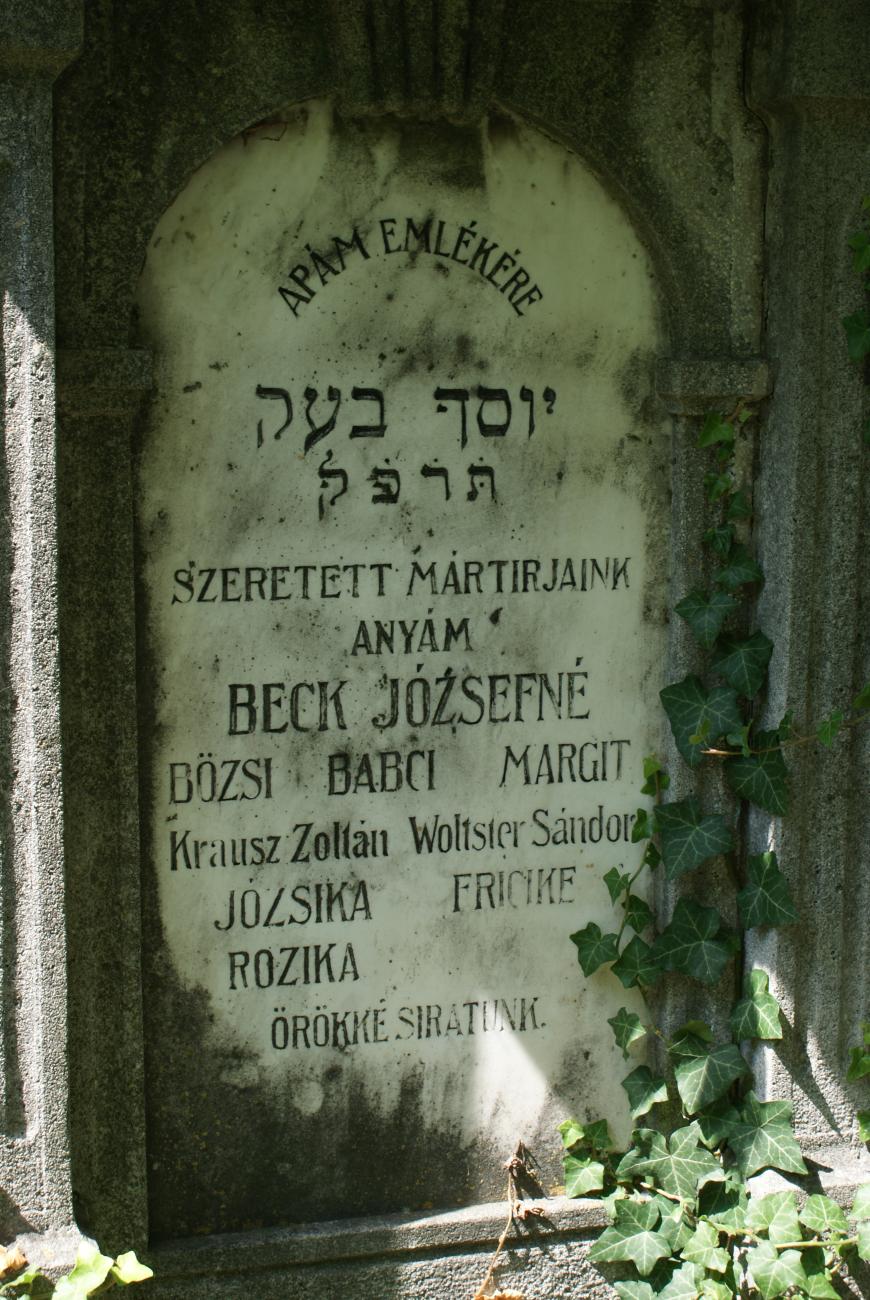 APÁM EMLÉKÉRE
יוסף בעק
תרפק
SZERETETT MÁRTIRJAINK
ANYÁM
BECK JÓZSEFNÉ
BÖZSI BABCI MARGIT
Krausz Zoltán Woltster Sándor
JÓZSIKA FRICIKE
ROZIKA
ÖRÖKKÉ SIRATUNK.